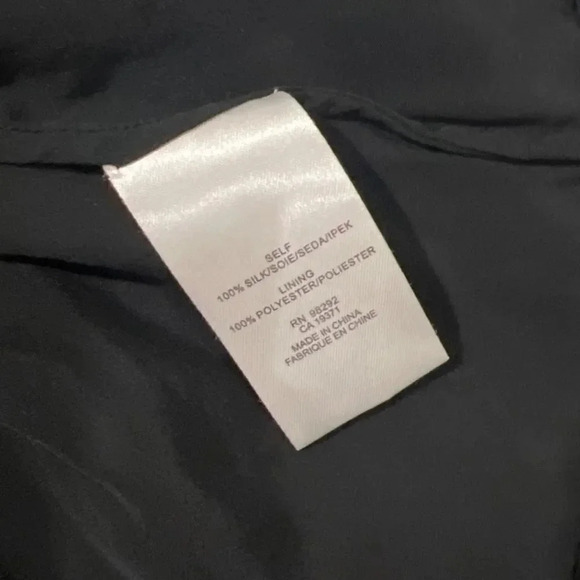 SELF
100% SILK/SOIE/SEDA/IPEK
LINING
100% POLYESTER/POLIESTER
RN 98292
CA 19371
MADE IN CHINA
FABRIQUE EN CHINE